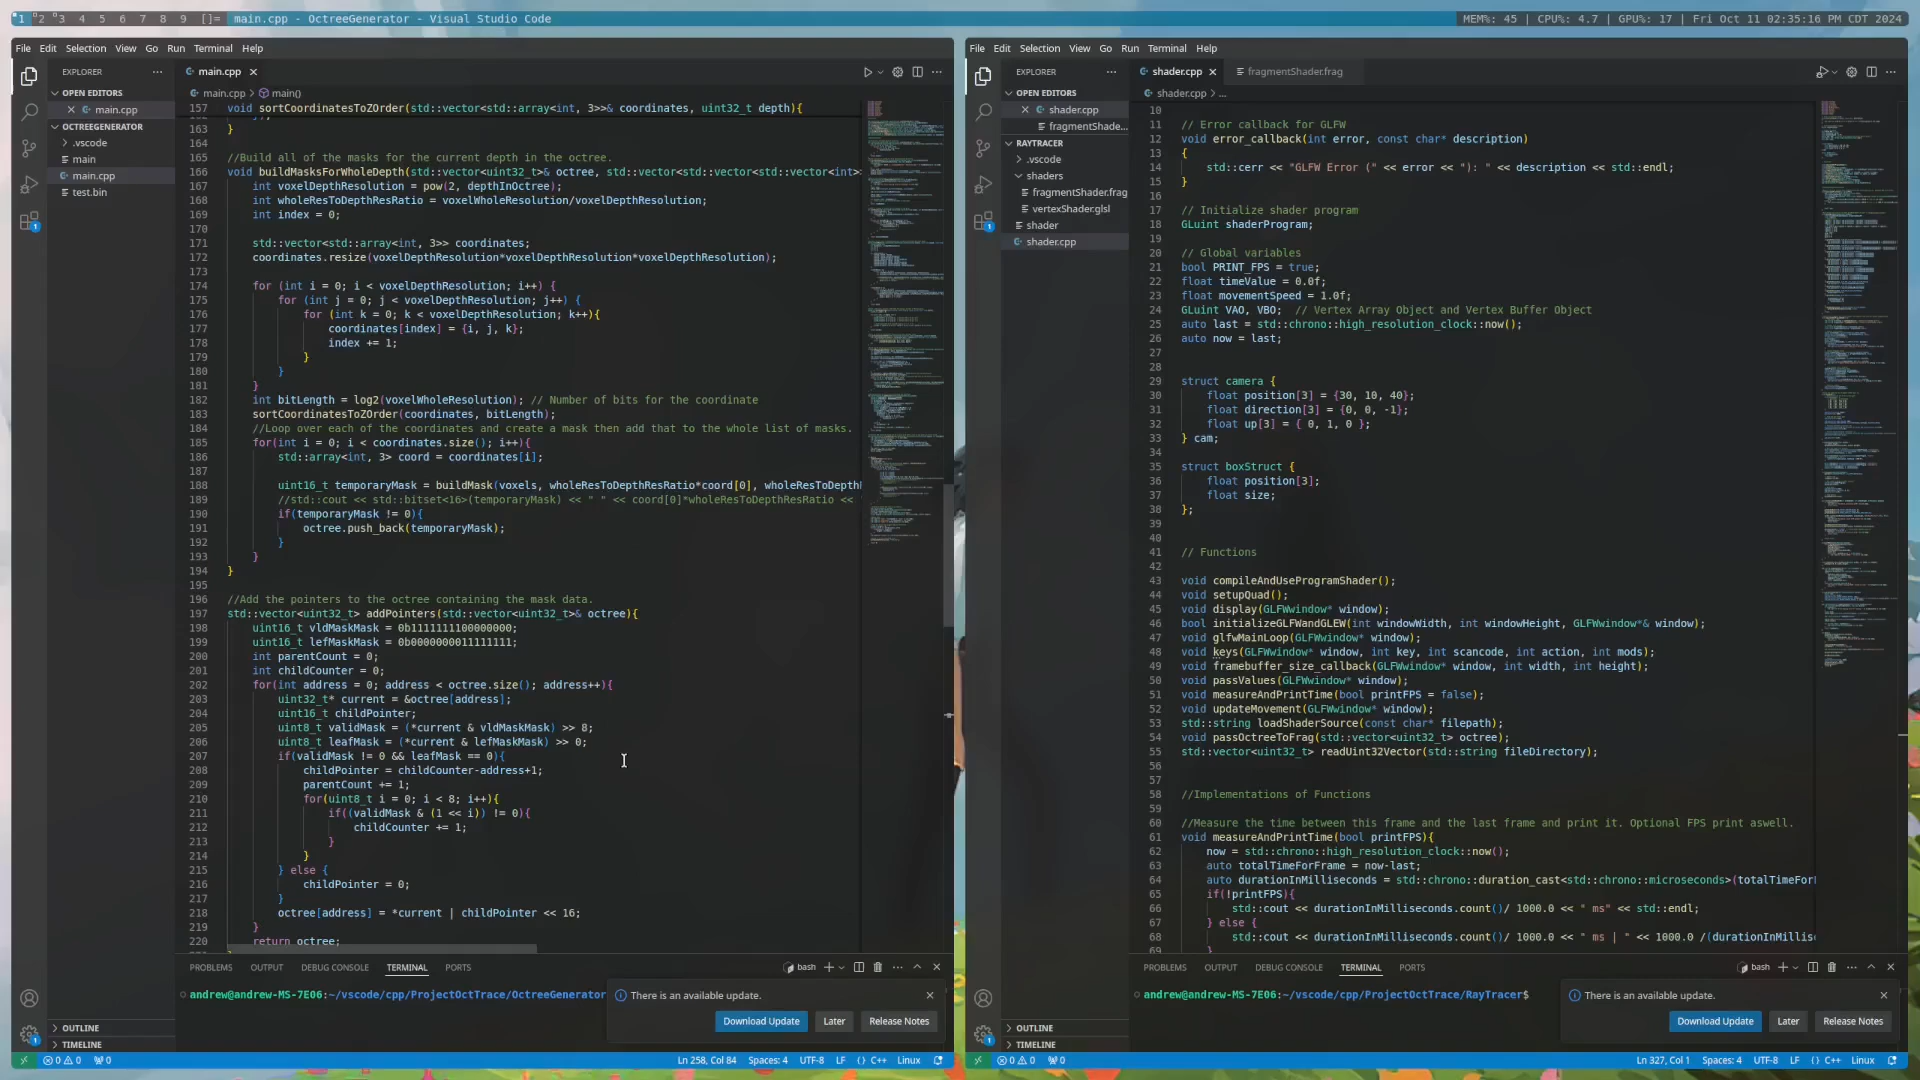 1 2 3 4 5 6 7 8 9 []= main.cpp - OctreeGenerator - Visual Studio Code
MEM%: 45 | CPU%: 4.7 | GPU%: 17 | Fri Oct 11 02:35:16 PM CDT 2024
File Edit Selection View Go Run Terminal Help
EXPLORER
OPEN EDITORS
main.cpp
OCTREEGENERATOR
.vscode
main
main.cpp
test.bin
OUTLINE
TIMELINE
main.cpp
main.cpp > main()
157 void sortCoordinatesToZOrder(std::vector<std::array<int, 3>>& coordinates, uint32_t depth){
163 }
164
165 //Build all of the masks for the current depth in the octree.
166 void buildMasksForWholeDepth(std::vector<uint32_t>& octree, std::vector<std::vector<std::vector<int>>
167     int voxelDepthResolution = pow(2, depthInOctree);
168     int wholeResToDepthResRatio = voxelWholeResolution/voxelDepthResolution;
169     int index = 0;
170
171     std::vector<std::array<int, 3>> coordinates;
172     coordinates.resize(voxelDepthResolution*voxelDepthResolution*voxelDepthResolution);
173
174     for (int i = 0; i < voxelDepthResolution; i++) {
175         for (int j = 0; j < voxelDepthResolution; j++) {
176             for (int k = 0; k < voxelDepthResolution; k++){
177                 coordinates[index] = {i, j, k};
178                 index += 1;
179             }
180         }
181     }
182     int bitLength = log2(voxelWholeResolution); // Number of bits for the coordinate
183     sortCoordinatesToZOrder(coordinates, bitLength);
184     //Loop over each of the coordinates and create a mask then add that to the whole list of masks.
185     for(int i = 0; i < coordinates.size(); i++){
186         std::array<int, 3> coord = coordinates[i];
187
188         uint16_t temporaryMask = buildMask(voxels, wholeResToDepthResRatio*coord[0], wholeResToDepthR
189         //std::cout << std::bitset<16>(temporaryMask) << " " << coord[0]*wholeResToDepthResRatio <<
190         if(temporaryMask != 0){
191             octree.push_back(temporaryMask);
192         }
193     }
194 }
195
196 //Add the pointers to the octree containing the mask data.
197 std::vector<uint32_t> addPointers(std::vector<uint32_t>& octree){
198     uint16_t vldMaskMask = 0b1111111100000000;
199     uint16_t lefMaskMask = 0b0000000011111111;
200     int parentCount = 0;
201     int childCounter = 0;
202     for(int address = 0; address < octree.size(); address++){
203         uint32_t* current = &octree[address];
204         uint16_t childPointer;
205         uint8_t validMask = (*current & vldMaskMask) >> 8;
206         uint8_t leafMask = (*current & lefMaskMask) >> 0;
207         if(validMask != 0 && leafMask == 0){
208             childPointer = childCounter-address+1;
209             parentCount += 1;
210             for(uint8_t i = 0; i < 8; i++){
211                 if((validMask & (1 << i)) != 0){
212                     childCounter += 1;
213                 }
214             }
215         } else {
216             childPointer = 0;
217         }
218         octree[address] = *current | childPointer << 16;
219     }
220     return octree;
PROBLEMS OUTPUT DEBUG CONSOLE TERMINAL PORTS bash
andrew@andrew-MS-7E06:~/vscode/cpp/ProjectOctTrace/OctreeGenerator
There is an available update.
Download Update Later Release Notes
0 0 0 Ln 258, Col 84 Spaces: 4 UTF-8 LF {} C++ Linux
File Edit Selection View Go Run Terminal Help
EXPLORER
OPEN EDITORS
shader.cpp
fragmentShade...
RAYTRACER
.vscode
shaders
fragmentShader.frag
vertexShader.glsl
shader
shader.cpp
OUTLINE
TIMELINE
shader.cpp fragmentShader.frag
shader.cpp > ...
10
11 // Error callback for GLFW
12 void error_callback(int error, const char* description)
13 {
14     std::cerr << "GLFW Error (" << error << "): " << description << std::endl;
15 }
16
17 // Initialize shader program
18 GLuint shaderProgram;
19
20 // Global variables
21 bool PRINT_FPS = true;
22 float timeValue = 0.0f;
23 float movementSpeed = 1.0f;
24 GLuint VAO, VBO;  // Vertex Array Object and Vertex Buffer Object
25 auto last = std::chrono::high_resolution_clock::now();
26 auto now = last;
27
28
29 struct camera {
30     float position[3] = {30, 10, 40};
31     float direction[3] = {0, 0, -1};
32     float up[3] = { 0, 1, 0 };
33 } cam;
34
35 struct boxStruct {
36     float position[3];
37     float size;
38 };
39
40
41 // Functions
42
43 void compileAndUseProgramShader();
44 void setupQuad();
45 void display(GLFWwindow* window);
46 bool initializeGLFWandGLEW(int windowWidth, int windowHeight, GLFWwindow*& window);
47 void glfwMainLoop(GLFWwindow* window);
48 void keys(GLFWwindow* window, int key, int scancode, int action, int mods);
49 void framebuffer_size_callback(GLFWwindow* window, int width, int height);
50 void passValues(GLFWwindow* window);
51 void measureAndPrintTime(bool printFPS = false);
52 void updateMovement(GLFWwindow* window);
53 std::string loadShaderSource(const char* filepath);
54 void passOctreeToFrag(std::vector<uint32_t> octree);
55 std::vector<uint32_t> readUint32Vector(std::string fileDirectory);
56
57
58 //Implementations of Functions
59
60 //Measure the time between this frame and the last frame and print it. Optional FPS print aswell.
61 void measureAndPrintTime(bool printFPS){
62     now = std::chrono::high_resolution_clock::now();
63     auto totalTimeForFrame = now-last;
64     auto durationInMilliseconds = std::chrono::duration_cast<std::chrono::microseconds>(totalTimeFor
65     if(!printFPS){
66         std::cout << durationInMilliseconds.count()/ 1000.0 << " ms" << std::endl;
67     } else {
68         std::cout << durationInMilliseconds.count()/ 1000.0 << " ms | " << 1000.0 /(durationInMillise
69     }
PROBLEMS OUTPUT DEBUG CONSOLE TERMINAL PORTS bash
andrew@andrew-MS-7E06:~/vscode/cpp/ProjectOctTrace/RayTracer$
There is an available update.
Download Update Later Release Notes
0 0 0 Ln 327, Col 1 Spaces: 4 UTF-8 LF {} C++ Linux